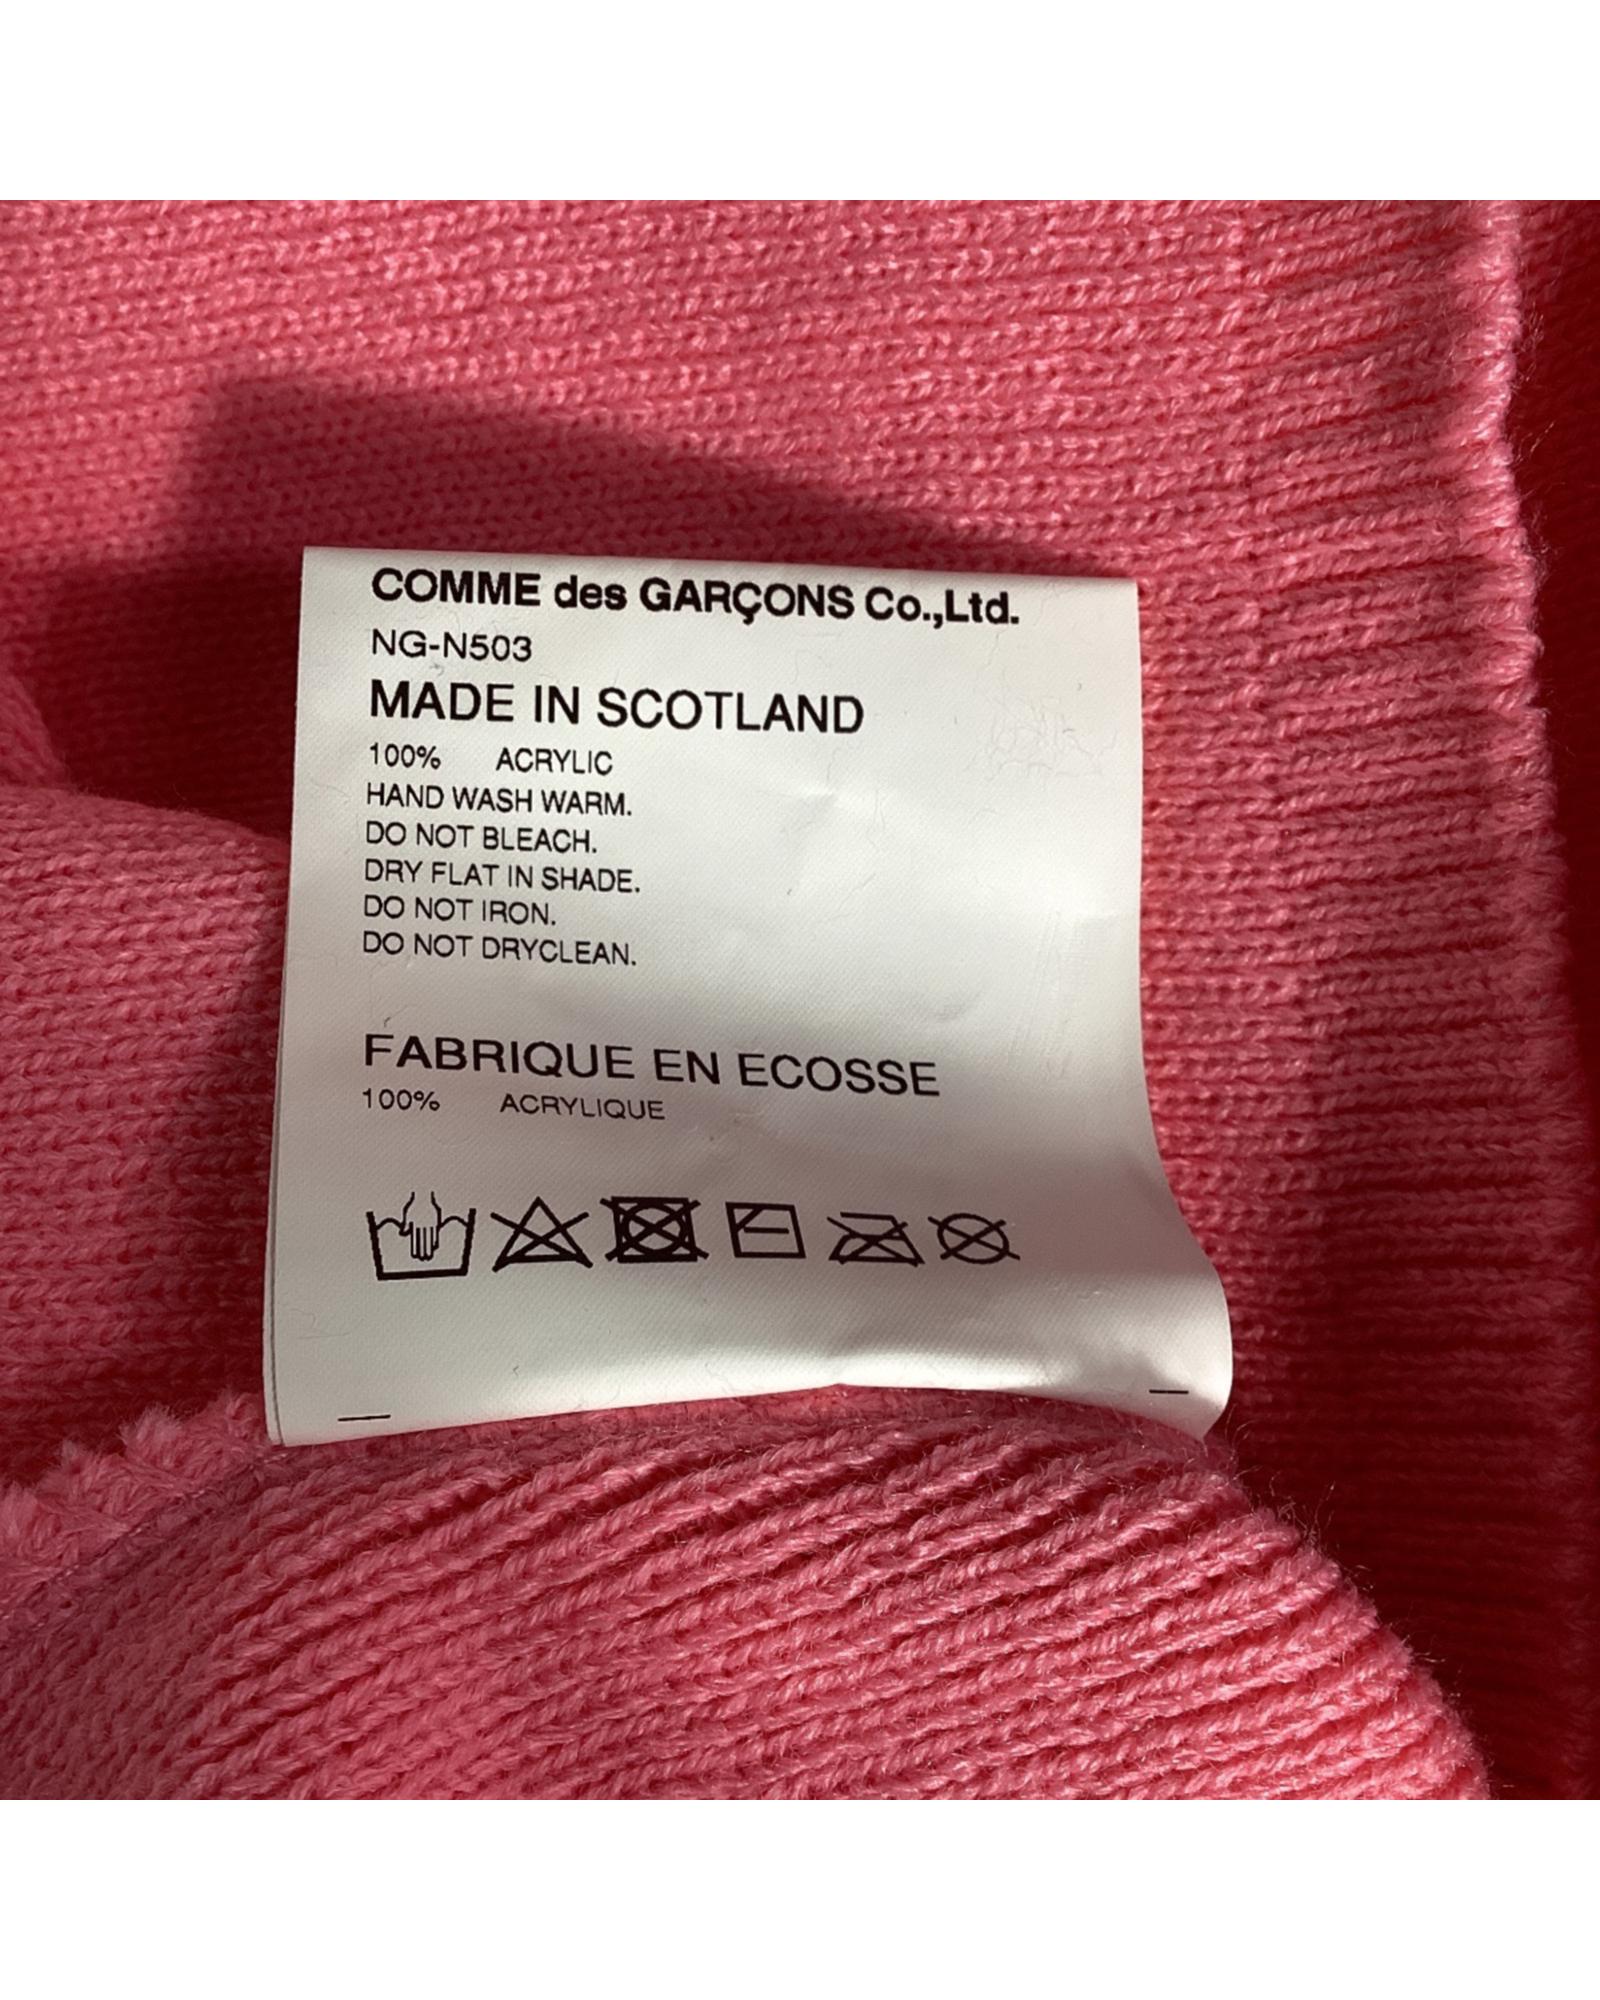 COMME des GARÇONS Co.,Ltd.
NG-N503
MADE IN SCOTLAND
100% ACRYLIC
HAND WASH WARM.
DO NOT BLEACH.
DRY FLAT IN SHADE.
DO NOT IRON.
DO NOT DRYCLEAN.
FABRIQUE EN ECOSSE
100% ACRYLIQUE